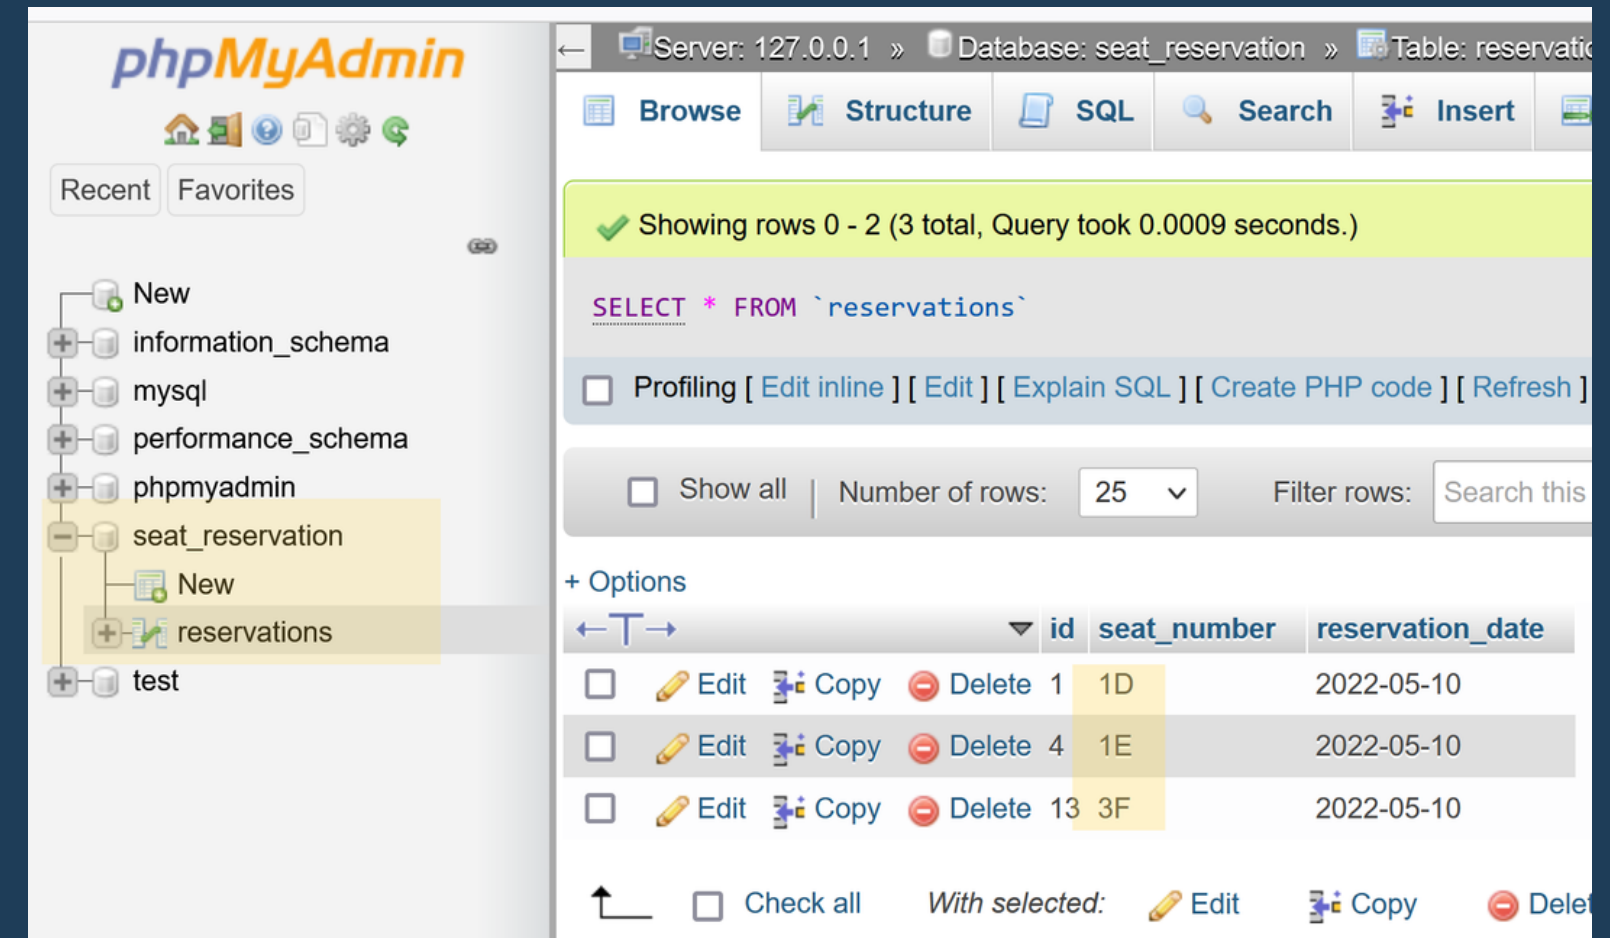 phpMyAdmin
Recent Favorites
New
information_schema
mysql
performance_schema
phpmyadmin
seat_reservation
New
reservations
test
Server: 127.0.0.1 » Database: seat_reservation » Table: reservatio
Browse Structure SQL Search Insert
Showing rows 0 - 2 (3 total, Query took 0.0009 seconds.)
SELECT * FROM `reservations`
Profiling [ Edit inline ] [ Edit ] [ Explain SQL ] [ Create PHP code ] [ Refresh ]
Show all | Number of rows: 25 Filter rows: Search this
+ Options
←T→ id seat_number reservation_date
Edit Copy Delete 1 1D 2022-05-10
Edit Copy Delete 4 1E 2022-05-10
Edit Copy Delete 13 3F 2022-05-10
Check all With selected: Edit Copy Delet